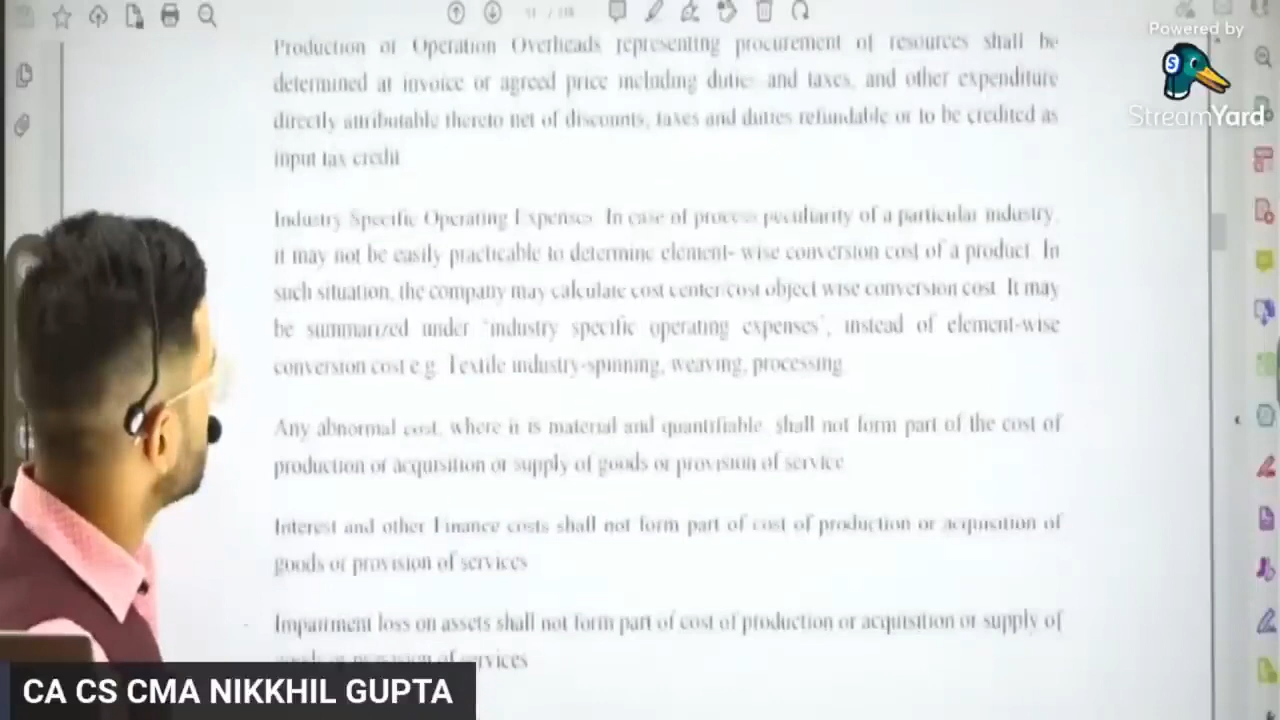 Powered by
StreamYard
Production or Operation Overheads representing procurement of resources shall be
determined at invoice or agreed price including duties and taxes, and other expenditure
directly attributable thereto net of discounts, taxes and duties refundable or to be credited as
input tax credit
Industry Specific Operating Expenses In case of process peculiarity of a particular industry,
it may not be easily practicable to determine element- wise conversion cost of a product. In
such situation, the company may calculate cost center/cost object wise conversion cost. It may
be summarized under 'industry specific operating expenses', instead of element-wise
conversion cost e.g. Textile industry-spinning, weaving, processing
Any abnormal cost, where it is material and quantifiable, shall not form part of the cost of
production or acquisition or supply of goods or provision of service
Interest and other Finance costs shall not form part of cost of production or acquisition of
goods or provision of services
Impairment loss on assets shall not form part of cost of production or acquisition or supply of
goods or provision of services
CA CS CMA NIKKHIL GUPTA